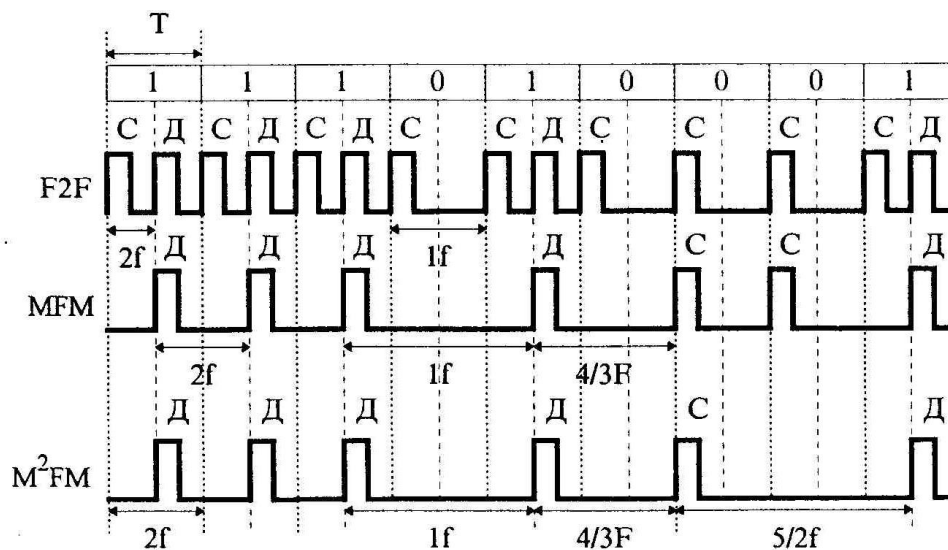 T
1 1 1 0 1 0 0 0 1
С Д С Д С Д С С Д С С С С Д
F2F
2f 1f
Д Д Д Д С С Д
MFM
2f 1f 4/3F
Д Д Д Д С Д
M²FM
2f 1f 4/3F 5/2f